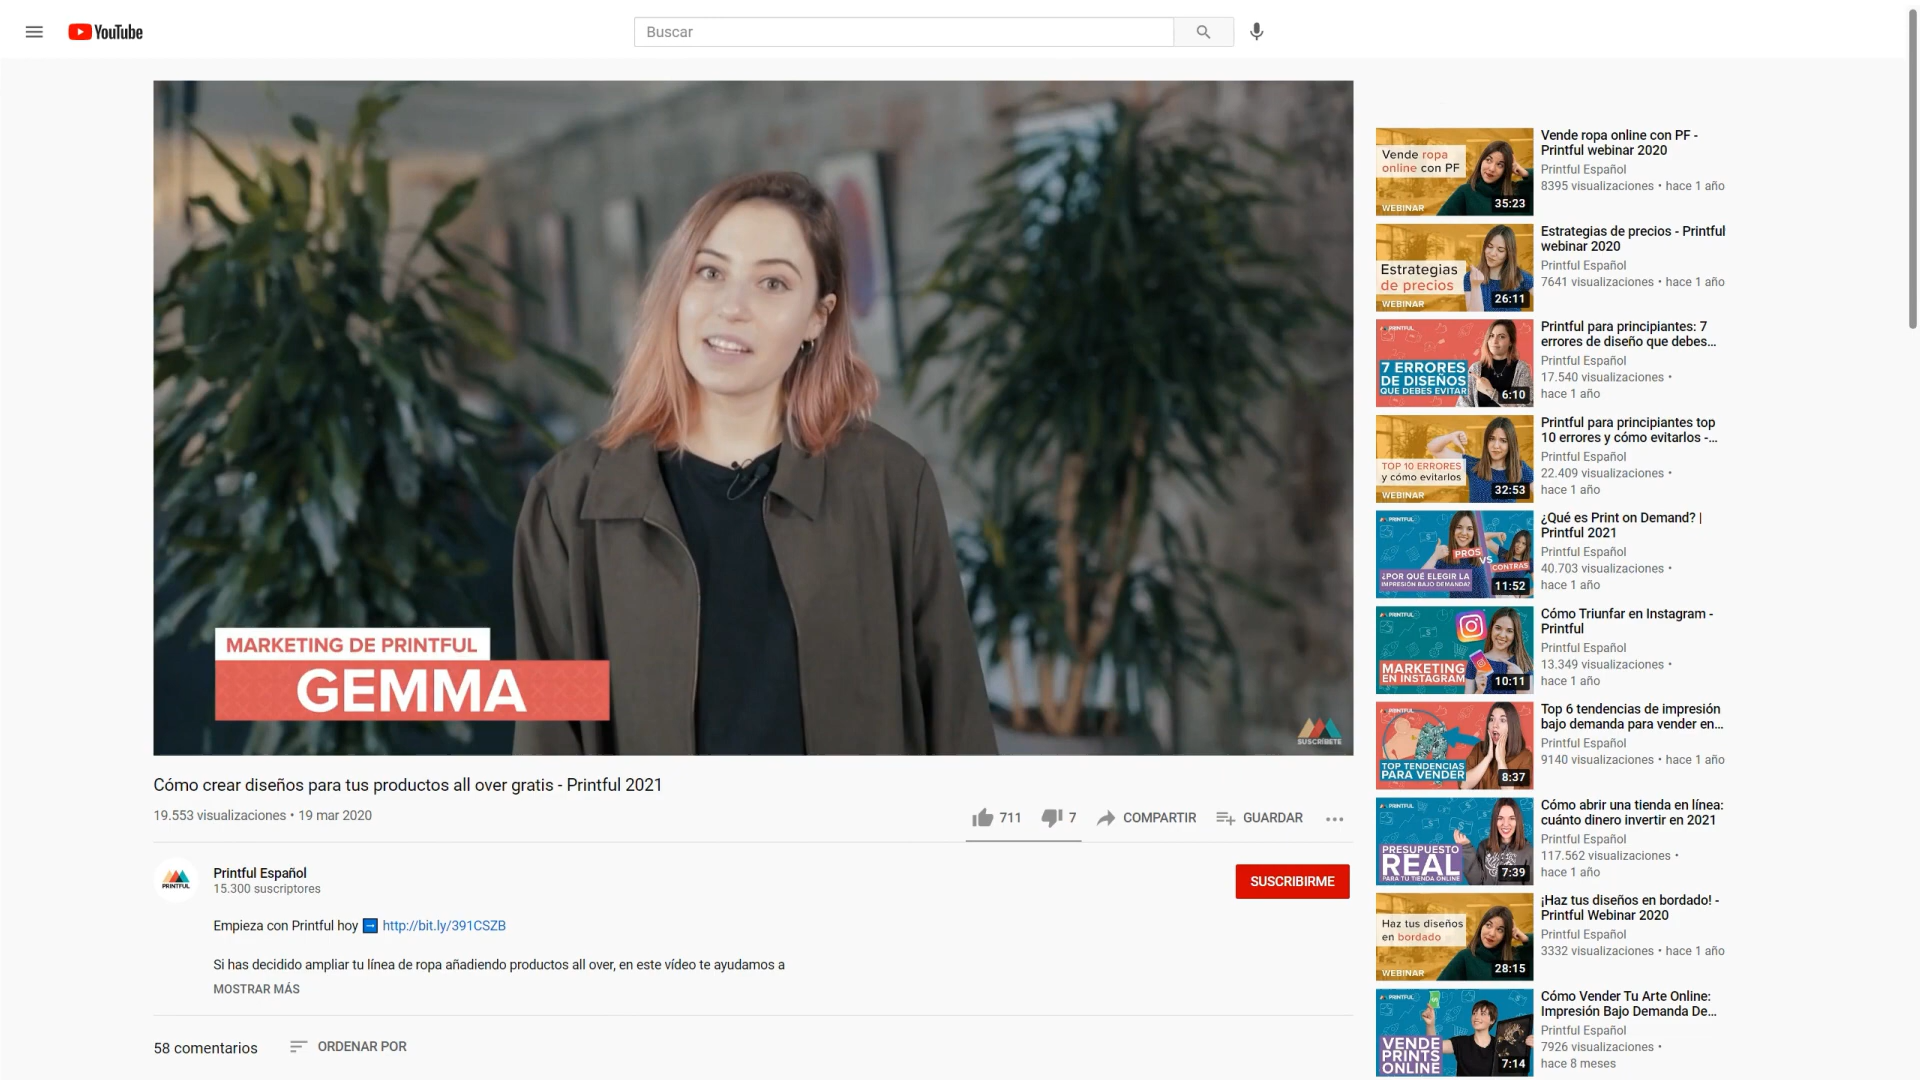 YouTube
Buscar
MARKETING DE PRINTFUL
GEMMA
SUSCRÍBETE
Cómo crear diseños para tus productos all over gratis - Printful 2021
19.553 visualizaciones • 19 mar 2020
711
7
COMPARTIR
GUARDAR
PRINTFUL
Printful Español
15.300 suscriptores
SUSCRIBIRME
Empieza con Printful hoy ➡ http://bit.ly/391CSZB
Si has decidido ampliar tu línea de ropa añadiendo productos all over, en este vídeo te ayudamos a
MOSTRAR MÁS
58 comentarios
ORDENAR POR
Vende ropa
online con PF
WEBINAR
35:23
Vende ropa online con PF -
Printful webinar 2020
Printful Español
8395 visualizaciones • hace 1 año
Estrategias
de precios
WEBINAR
26:11
Estrategias de precios - Printful
webinar 2020
Printful Español
7641 visualizaciones • hace 1 año
PRINTFUL
7 ERRORES
DE DISEÑOS
QUE DEBES EVITAR
6:10
Printful para principiantes: 7
errores de diseño que debes...
Printful Español
17.540 visualizaciones •
hace 1 año
TOP 10 ERRORES
y cómo evitarlos
WEBINAR
32:53
Printful para principiantes top
10 errores y cómo evitarlos -...
Printful Español
22.409 visualizaciones •
hace 1 año
PRINTFUL
PROS
VS
CONTRAS
¿POR QUÉ ELEGIR LA
IMPRESIÓN BAJO DEMANDA?
11:52
¿Qué es Print on Demand? |
Printful 2021
Printful Español
40.703 visualizaciones •
hace 1 año
PRINTFUL
MARKETING
EN INSTAGRAM
10:11
Cómo Triunfar en Instagram -
Printful
Printful Español
13.349 visualizaciones •
hace 1 año
PRINTFUL
TOP TENDENCIAS
PARA VENDER
8:37
Top 6 tendencias de impresión
bajo demanda para vender en...
Printful Español
9140 visualizaciones • hace 1 año
PRINTFUL
PRESUPUESTO
REAL
PARA TU TIENDA ONLINE
7:39
Cómo abrir una tienda en línea:
cuánto dinero invertir en 2021
Printful Español
117.562 visualizaciones •
hace 1 año
Haz tus diseños
en bordado
WEBINAR
28:15
¡Haz tus diseños en bordado! -
Printful Webinar 2020
Printful Español
3332 visualizaciones • hace 1 año
PRINTFUL
VENDE
PRINTS
ONLINE
7:14
Cómo Vender Tu Arte Online:
Impresión Bajo Demanda De...
Printful Español
7926 visualizaciones •
hace 8 meses